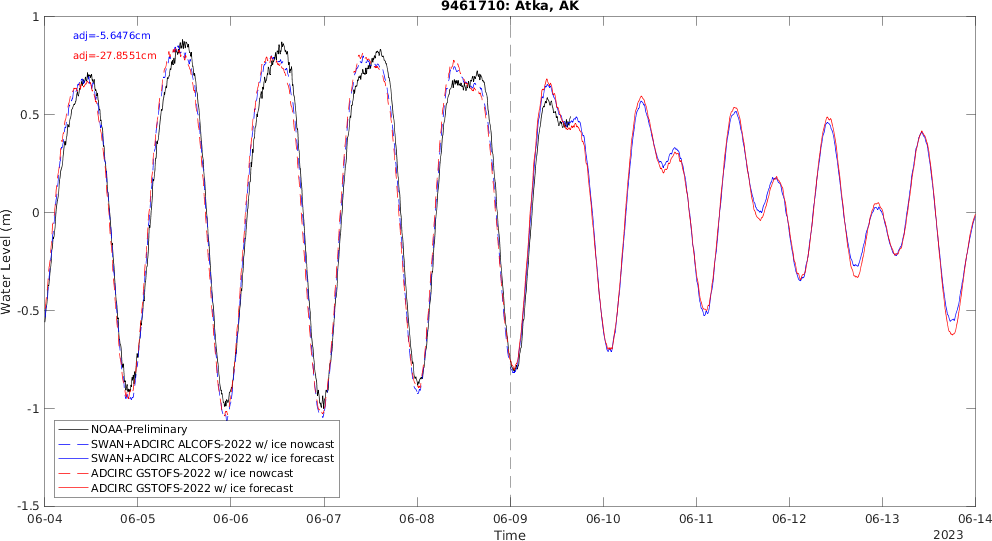 9461710: Atka, AK
adj=-5.6476cm
adj=-27.8551cm
1
0.5
0
-0.5
-1
-1.5
Water Level (m)
NOAA-Preliminary
SWAN+ADCIRC ALCOFS-2022 w/ ice nowcast
SWAN+ADCIRC ALCOFS-2022 w/ ice forecast
ADCIRC GSTOFS-2022 w/ ice nowcast
ADCIRC GSTOFS-2022 w/ ice forecast
06-04 06-05 06-06 06-07 06-08 06-09 06-10 06-11 06-12 06-13 06-14
Time
2023